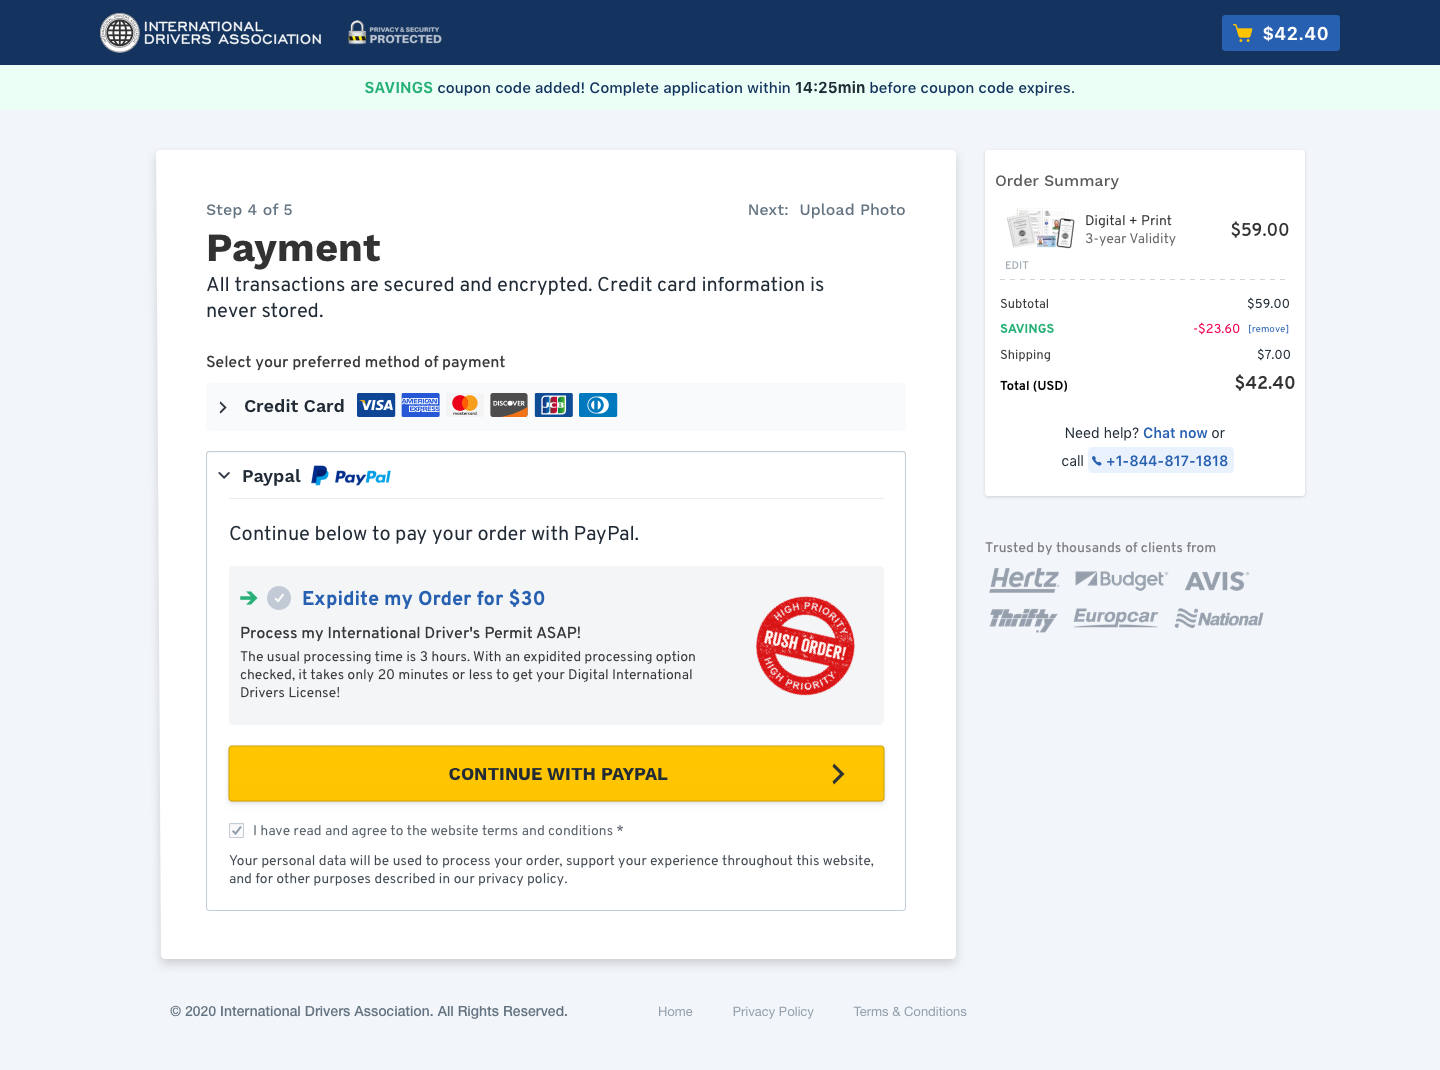 INTERNATIONAL
DRIVERS ASSOCIATION
PRIVACY & SECURITY
PROTECTED
$42.40
SAVINGS coupon code added! Complete application within 14:25min before coupon code expires.
Step 4 of 5
Next: Upload Photo
Payment
All transactions are secured and encrypted. Credit card information is
never stored.
Select your preferred method of payment
Credit Card
VISA
AMERICAN
EXPRESS
mastercard
DISCOVER
JCB
Paypal
PayPal
Continue below to pay your order with PayPal.
Expidite my Order for $30
Process my International Driver's Permit ASAP!
The usual processing time is 3 hours. With an expidited processing option
checked, it takes only 20 minutes or less to get your Digital International
Drivers License!
HIGH PRIORITY
RUSH ORDER!
HIGH PRIORITY
CONTINUE WITH PAYPAL
I have read and agree to the website terms and conditions *
Your personal data will be used to process your order, support your experience throughout this website,
and for other purposes described in our privacy policy.
Order Summary
Digital + Print
3-year Validity
$59.00
EDIT
Subtotal
$59.00
SAVINGS
-$23.60 [remove]
Shipping
$7.00
Total (USD)
$42.40
Need help? Chat now or
call +1-844-817-1818
Trusted by thousands of clients from
Hertz
Budget
AVIS
Thrifty
Europcar
National
© 2020 International Drivers Association. All Rights Reserved.
Home
Privacy Policy
Terms & Conditions